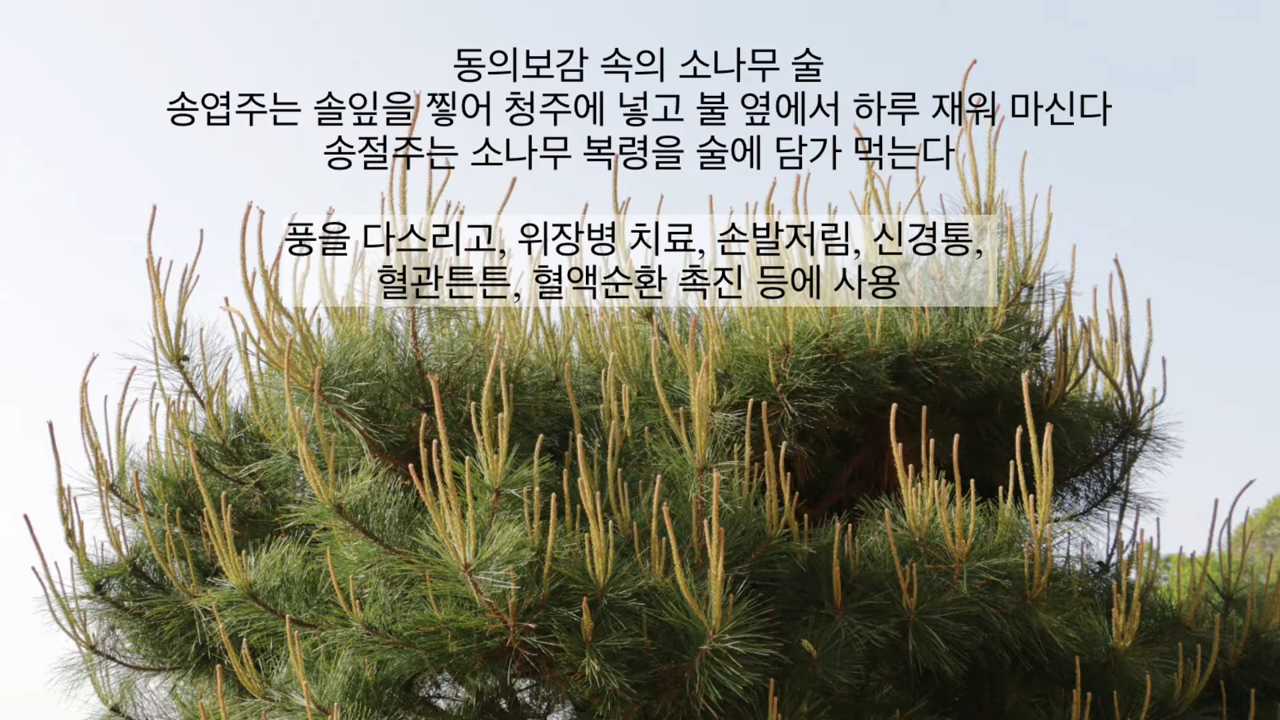 동의보감 속의 소나무 술
송엽주는 솔잎을 찧어 청주에 넣고 불 옆에서 하루 재워 마신다
송절주는 소나무 복령을 술에 담가 먹는다
풍을 다스리고, 위장병 치료, 손발저림, 신경통,
혈관튼튼, 혈액순환 촉진 등에 사용